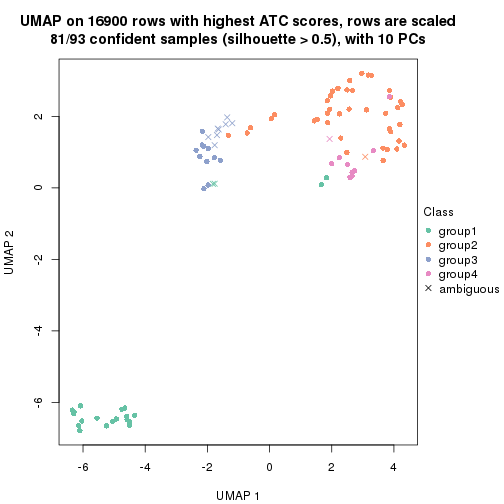 UMAP on 16900 rows with highest ATC scores, rows are scaled
81/93 confident samples (silhouette > 0.5), with 10 PCs
2
0
-2
-4
-6
UMAP 2
-6 -4 -2 0 2 4
UMAP 1
Class
group1
group2
group3
group4
ambiguous